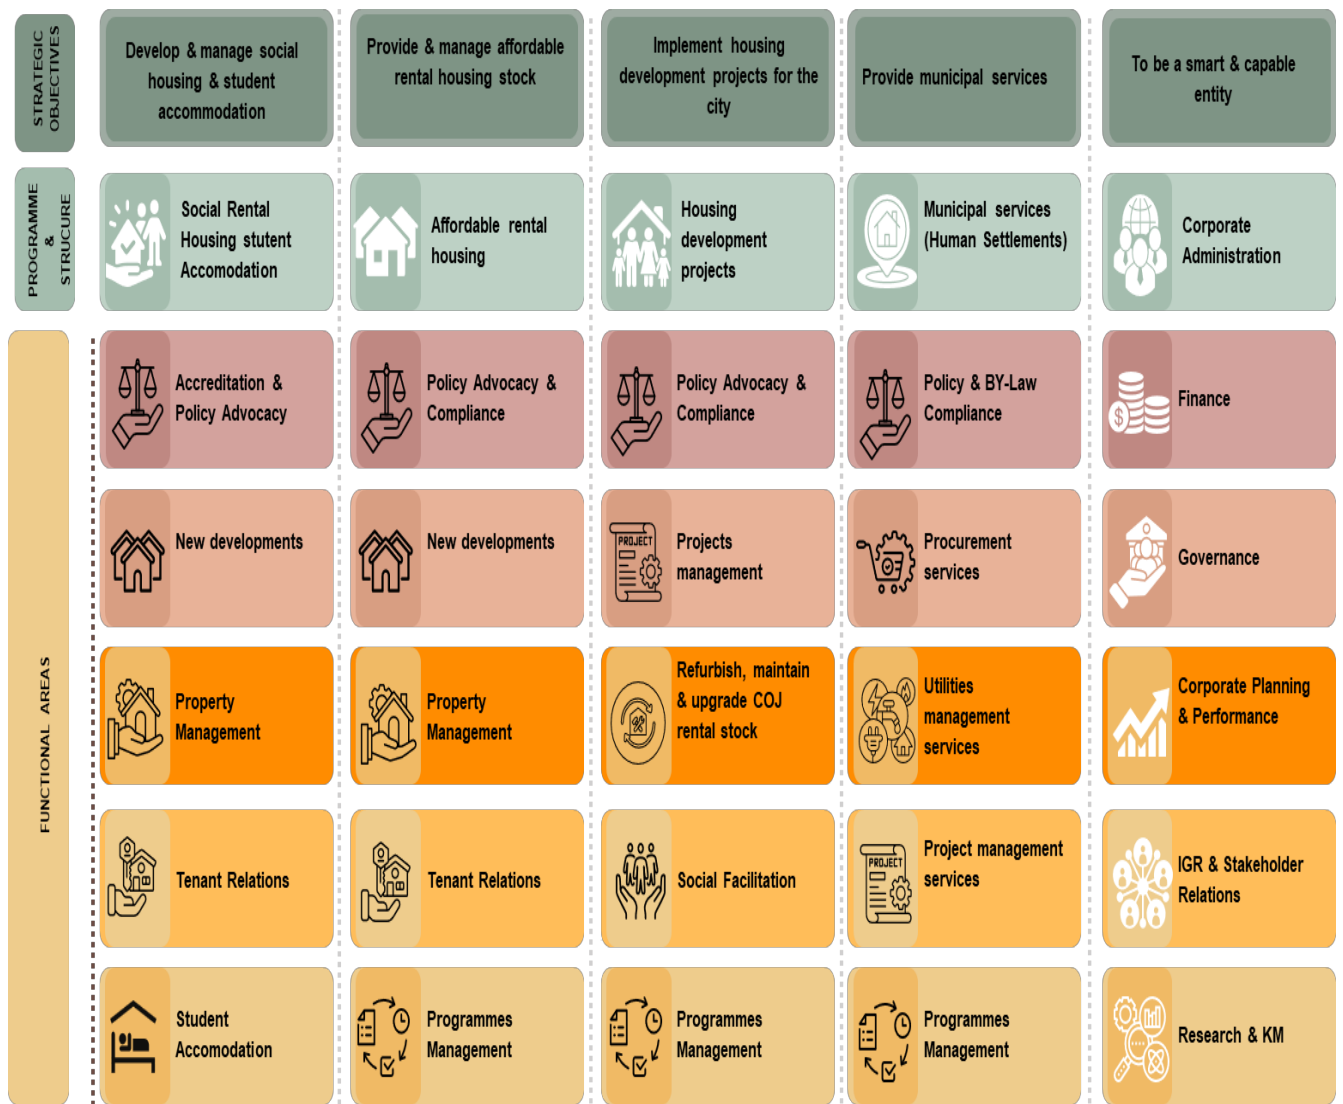 STRATEGIC
OBJECTIVES
Develop & manage social
housing & student
accommodation
Provide & manage affordable
rental housing stock
Implement housing
development projects for the
city
Provide municipal services
To be a smart & capable
entity
PROGRAMME
&
STRUCURE
Social Rental
Housing stutent
Accomodation
Affordable rental
housing
Housing
development
projects
Municipal services
(Human Settlements)
Corporate
Administration
FUNCTIONAL AREAS
Accreditation &
Policy Advocacy
Policy Advocacy &
Compliance
Policy Advocacy &
Compliance
Policy & BY-Law
Compliance
$
Finance
New developments
New developments
PROJECT
Projects
management
Procurement
services
Governance
Property
Management
Property
Management
Refurbish, maintain
& upgrade COJ
rental stock
Utilities
management
services
Corporate Planning
& Performance
Tenant Relations
Tenant Relations
Social Facilitation
PROJECT
Project management
services
IGR & Stakeholder
Relations
Student
Accomodation
Programmes
Management
Programmes
Management
Programmes
Management
Research & KM